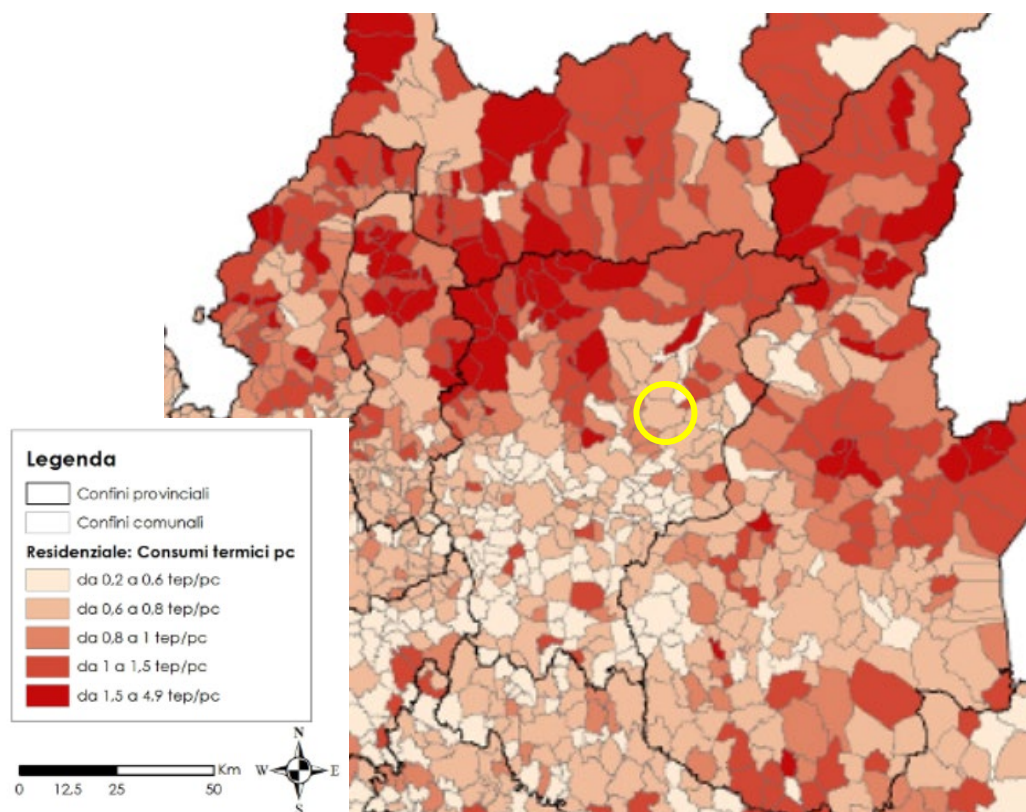 Legenda
Confini provinciali
Confini comunali
Residenziale: Consumi termici pc
da 0,2 a 0,6 tep/pc
da 0,6 a 0,8 tep/pc
da 0,8 a 1 tep/pc
da 1 a 1,5 tep/pc
da 1,5 a 4,9 tep/pc
N
W E
S
Km
0 12,5 25 50